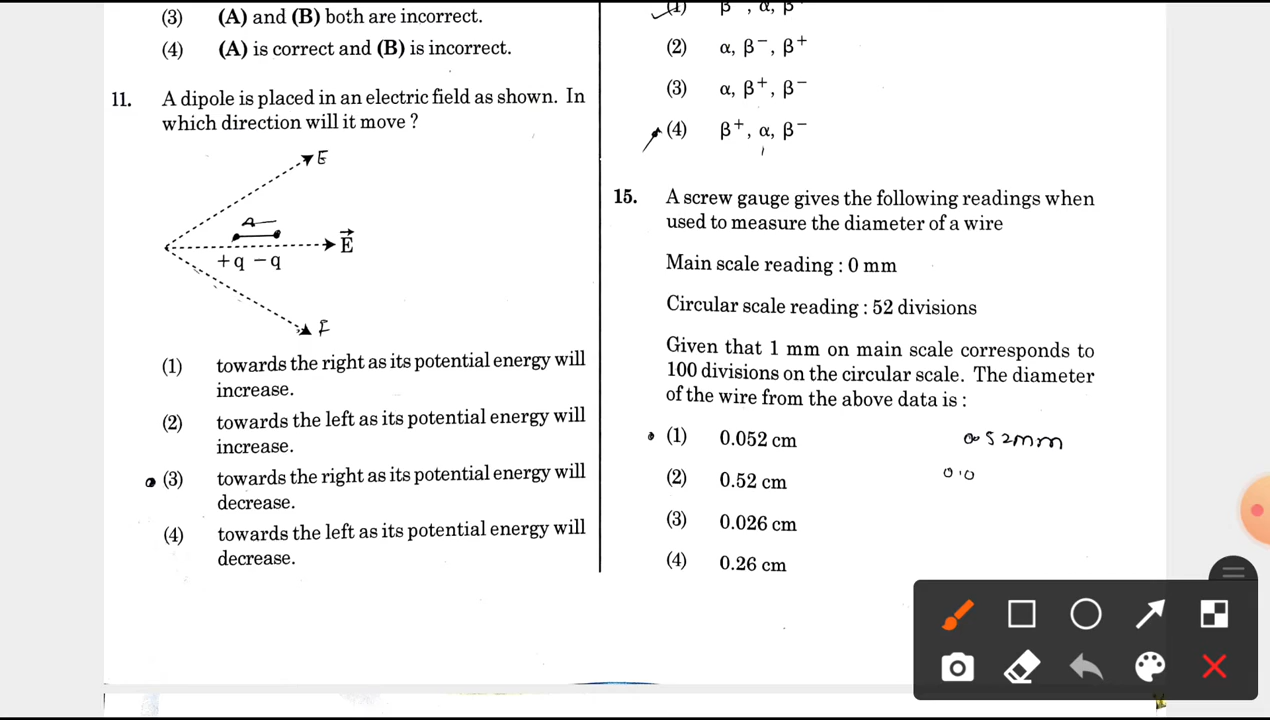 (3) (A) and (B) both are incorrect.
(4) (A) is correct and (B) is incorrect.
11. A dipole is placed in an electric field as shown. In
which direction will it move ?
E
+q −q
E⃗
(1) towards the right as its potential energy will
increase.
(2) towards the left as its potential energy will
increase.
(3) towards the right as its potential energy will
decrease.
(4) towards the left as its potential energy will
decrease.
(2) α, β⁻, β⁺
(3) α, β⁺, β⁻
(4) β⁺, α, β⁻
15. A screw gauge gives the following readings when
used to measure the diameter of a wire
Main scale reading : 0 mm
Circular scale reading : 52 divisions
Given that 1 mm on main scale corresponds to
100 divisions on the circular scale. The diameter
of the wire from the above data is :
(1) 0.052 cm
(2) 0.52 cm
(3) 0.026 cm
(4) 0.26 cm
0.0